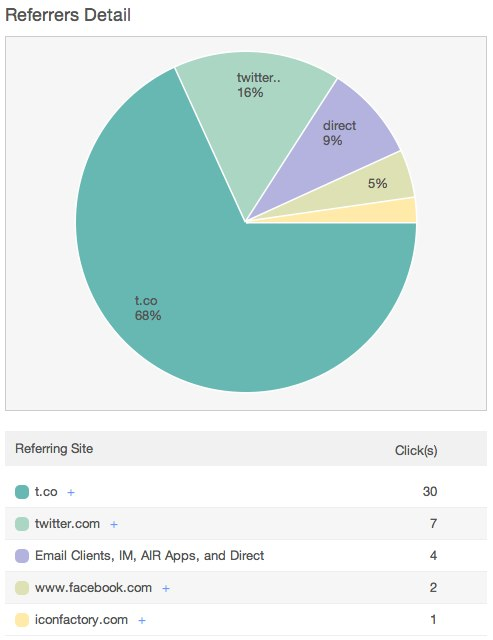 Referrers Detail
twitter..
16%
direct
9%
5%
t.co
68%
Referring Site Click(s)
t.co + 30
twitter.com + 7
Email Clients, IM, AIR Apps, and Direct 4
www.facebook.com + 2
iconfactory.com + 1